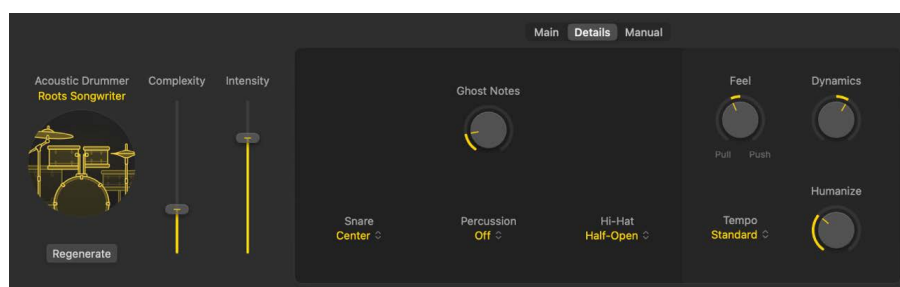 Main Details Manual
Acoustic Drummer
Roots Songwriter
Complexity
Intensity
Regenerate
Ghost Notes
Snare
Center
Percussion
Off
Hi-Hat
Half-Open
Feel
Pull Push
Dynamics
Tempo
Standard
Humanize